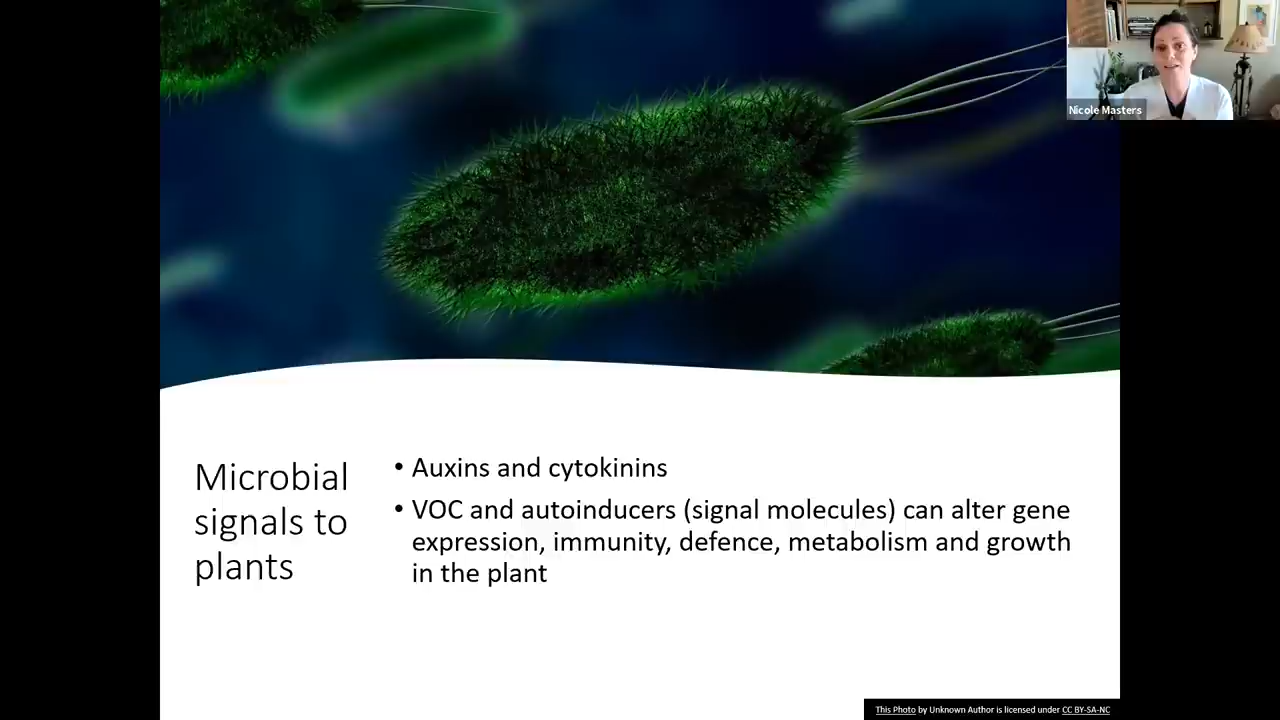 Nicole Masters
Microbial
signals to
plants
• Auxins and cytokinins
• VOC and autoinducers (signal molecules) can alter gene
expression, immunity, defence, metabolism and growth
in the plant
This Photo by Unknown Author is licensed under CC BY-SA-NC